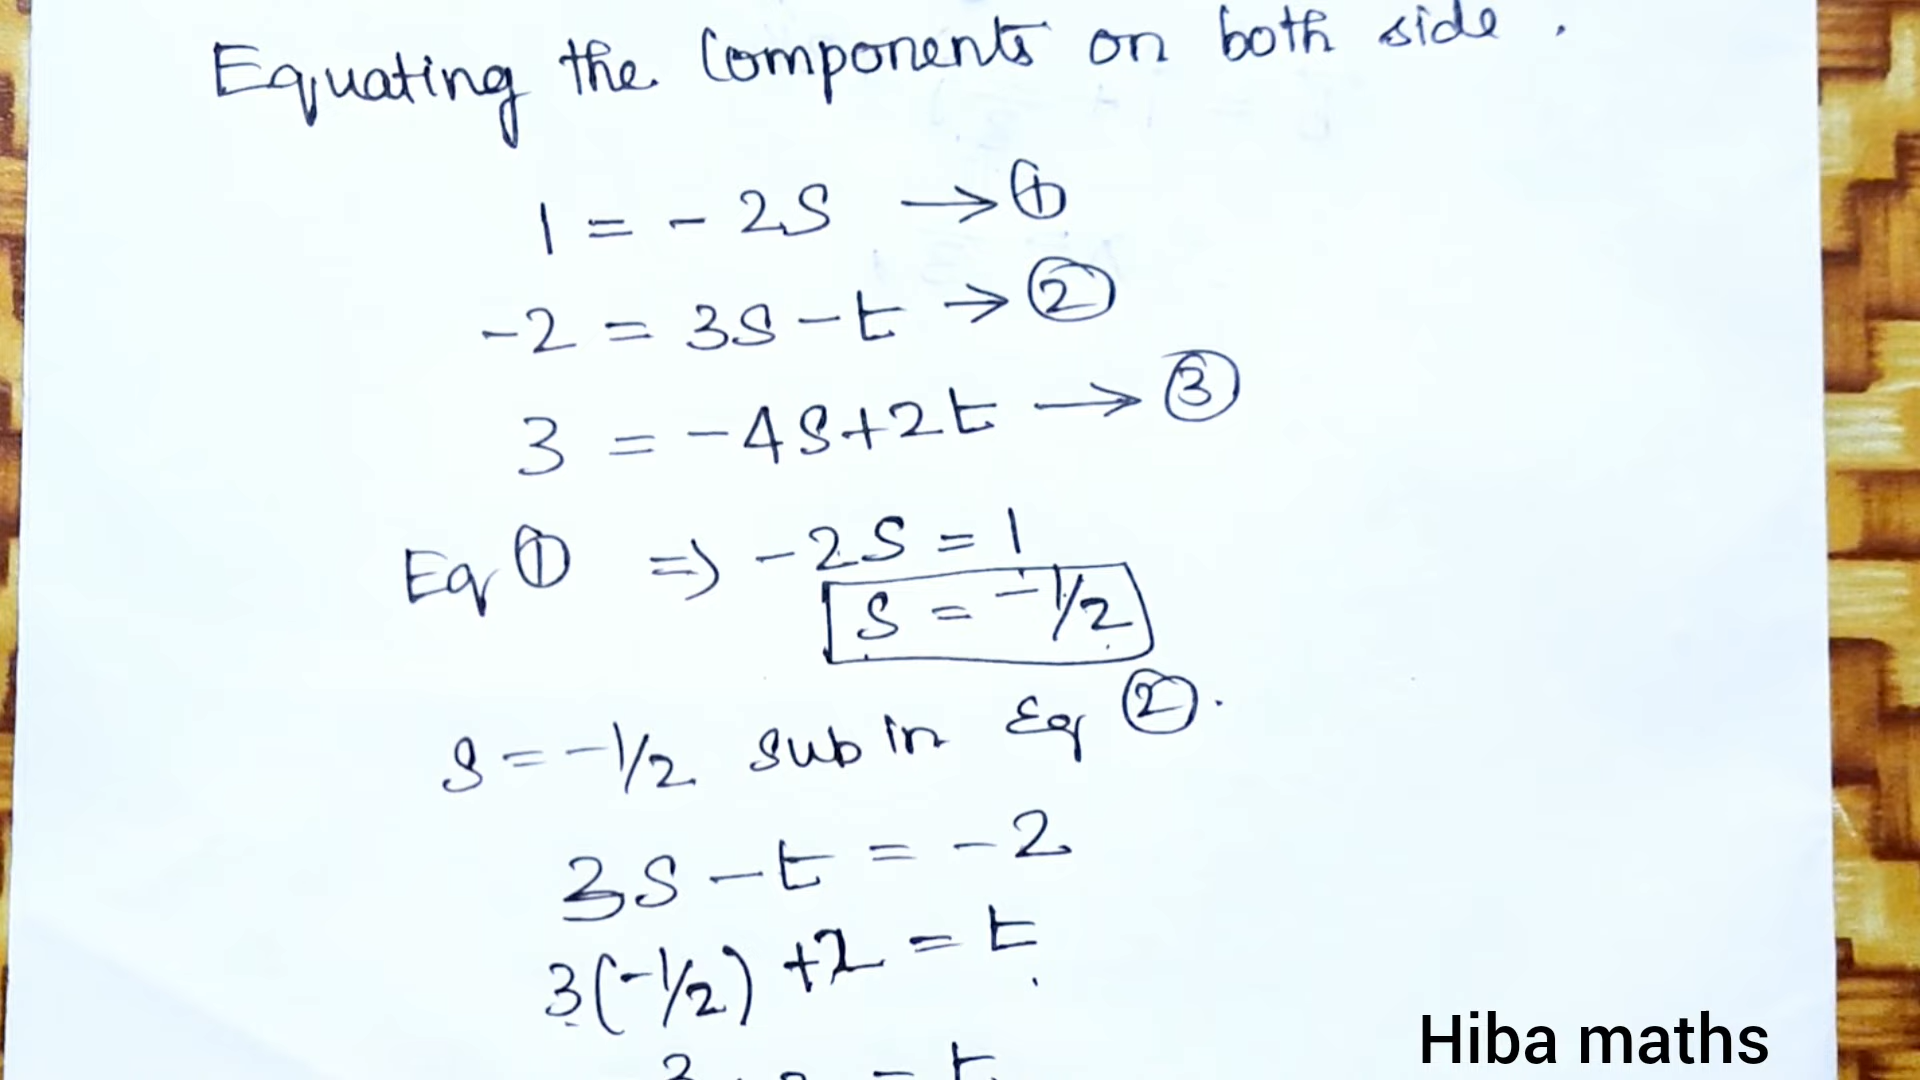 Equating the Components on both side .
1 = - 2S → ①
-2 = 3S - t → ②
3 = -4S+2t → ③
Eq ① => -2S = 1
S = -1/2
S = -1/2 sub in Eq ②.
3S - t = -2
3(-1/2) +2 = t
= t
Hiba maths